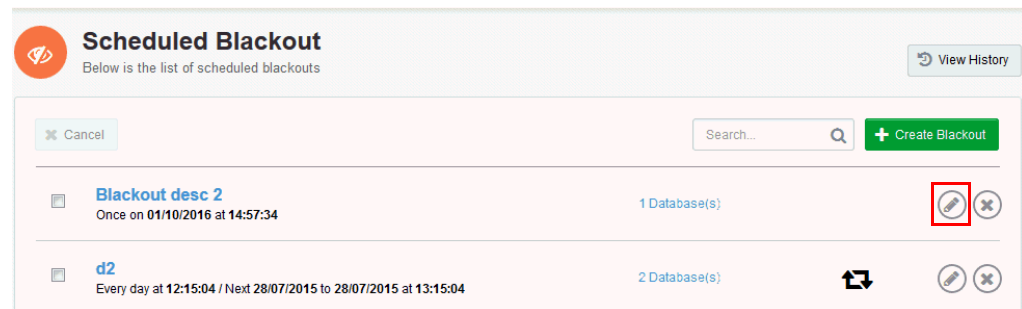 Scheduled Blackout
Below is the list of scheduled blackouts
View History
Cancel
Search...
Create Blackout
Blackout desc 2
Once on 01/10/2016 at 14:57:34
1 Database(s)
d2
Every day at 12:15:04 / Next 28/07/2015 to 28/07/2015 at 13:15:04
2 Database(s)